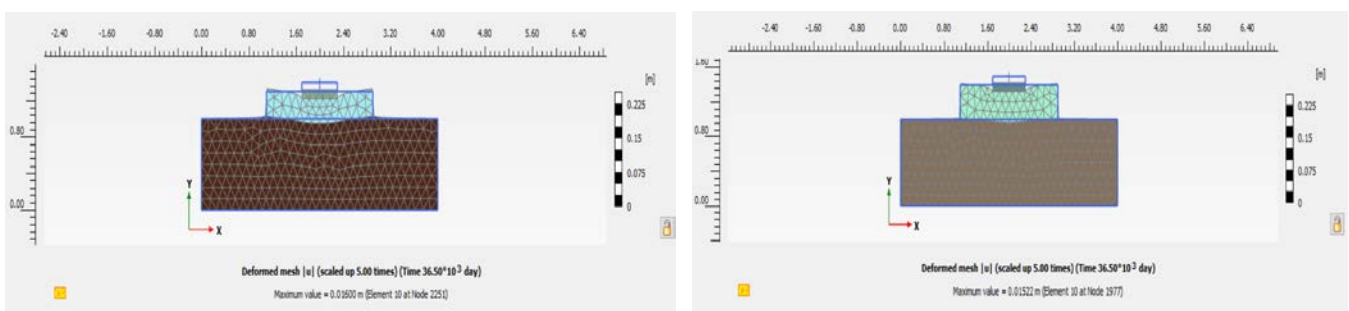 -2.40 -1.60 -0.80 0.00 0.80 1.60 2.40 3.20 4.00 4.80 5.60 6.40
[m]
0.225
0.80
0.15
0.075
Y
0.00
0
X
Deformed mesh |u| (scaled up 5.00 times) (Time 36.50*10³ day)
Maximum value = 0.01600 m (Element 10 at Node 2251)
-2.40 -1.60 -0.80 0.00 0.80 1.60 2.40 3.20 4.00 4.80 5.60 6.40
1.60
[m]
0.225
0.80
0.15
0.075
Y
0.00
0
X
Deformed mesh |u| (scaled up 5.00 times) (Time 36.50*10³ day)
Maximum value = 0.01522 m (Element 10 at Node 1977)